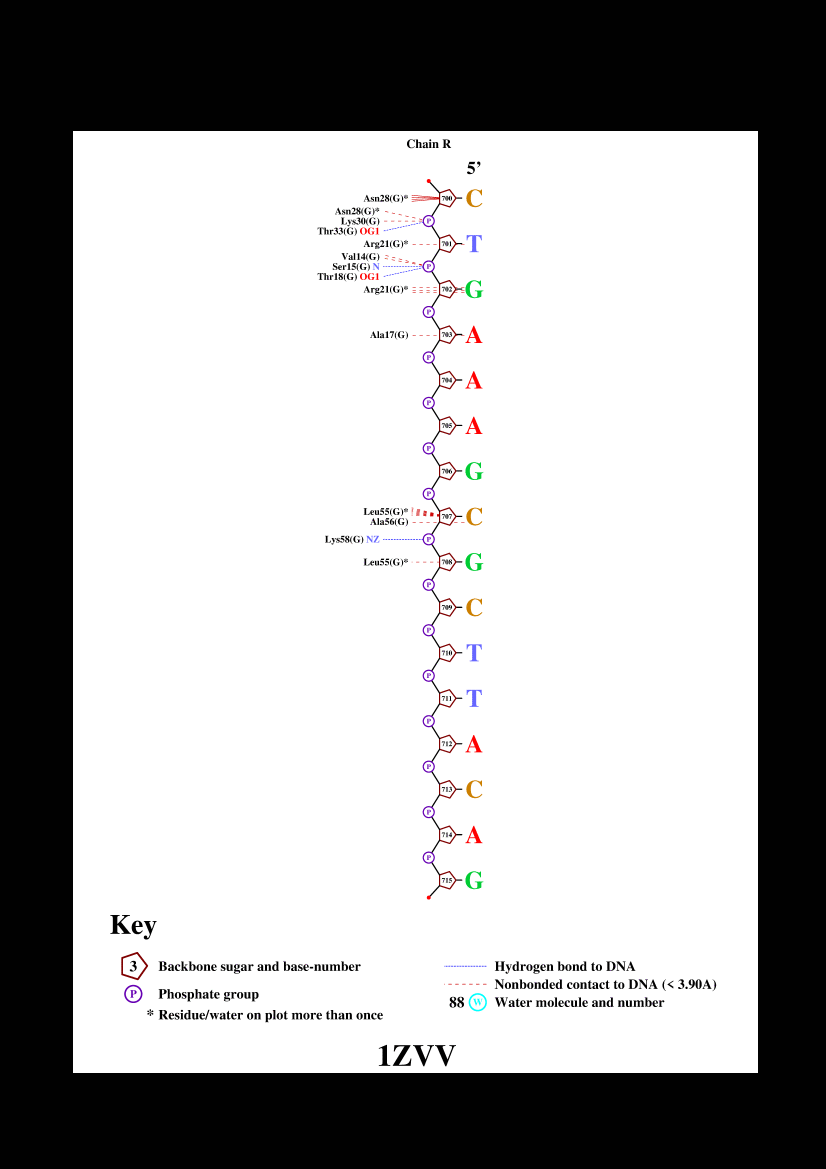 Chain R
5’
Asn28(G)* 700 C
Asn28(G)*
Lys30(G) P
Thr33(G) OG1
Arg21(G)* 701 T
Val14(G)
Ser15(G) N P
Thr18(G) OG1
Arg21(G)* 702 G
P
Ala17(G) 703 A
P
704 A
P
705 A
P
706 G
P
Leu55(G)* 707 C
Ala56(G)
Lys58(G) NZ P
Leu55(G)* 708 G
P
709 C
P
710 T
P
711 T
P
712 A
P
713 C
P
714 A
P
715 G
Key
3 Backbone sugar and base-number
P Phosphate group
* Residue/water on plot more than once
Hydrogen bond to DNA
Nonbonded contact to DNA (< 3.90A)
88 W Water molecule and number
1ZVV